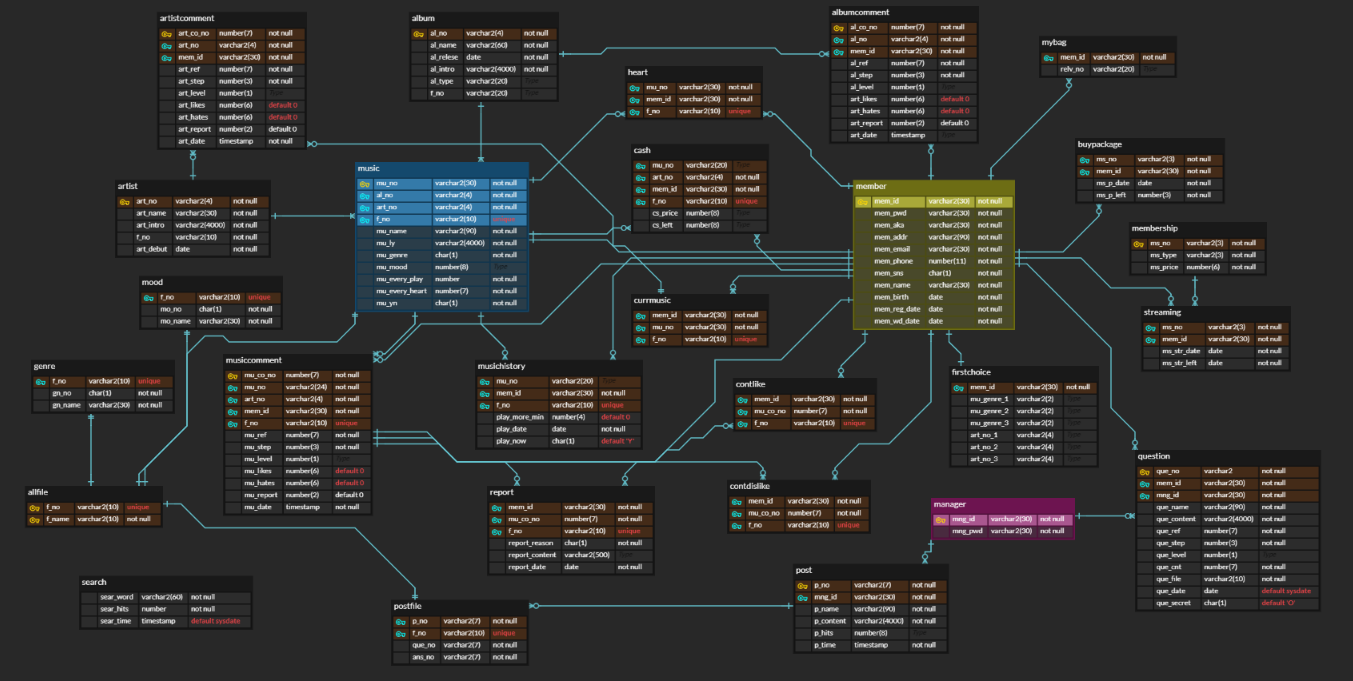 artistcomment
art_co_no number(7) not null
art_no varchar2(4) not null
mem_id varchar2(30) not null
art_ref number(7) not null
art_step number(3) not null
art_level number(1) Type
art_likes number(6) default 0
art_hates number(6) default 0
art_report number(2) default 0
art_date timestamp not null
album
al_no varchar2(4) not null
al_name varchar2(60) not null
al_relese date not null
al_intro varchar2(4000) not null
al_type varchar2(20) Type
f_no varchar2(20) Type
albumcomment
al_co_no number(7) not null
al_no varchar2(4) not null
mem_id varchar2(30) not null
al_ref number(7) not null
al_step number(3) not null
al_level number(1) Type
art_likes number(6) default 0
art_hates number(6) default 0
art_report number(2) default 0
art_date timestamp Type
mybag
mem_id varchar2(30) not null
relv_no varchar2(20) Type
heart
mu_no varchar2(30) not null
mem_id varchar2(30) not null
f_no varchar2(10) unique
cash
mu_no varchar2(20) Type
art_no varchar2(4) not null
mem_id varchar2(30) not null
f_no varchar2(10) unique
cs_price number(8) Type
cs_left number(8) Type
buypackage
ms_no varchar2(3) not null
mem_id varchar2(30) not null
ms_p_date date not null
ms_p_left number(3) not null
music
mu_no varchar2(30) not null
al_no varchar2(4) not null
art_no varchar2(4) not null
f_no varchar2(10) unique
mu_name varchar2(90) not null
mu_ly varchar2(4000) not null
mu_genre char(1) not null
mu_mood number(8) Type
mu_every_play number not null
mu_every_heart number(7) not null
mu_yn char(1) not null
artist
art_no varchar2(4) not null
art_name varchar2(30) not null
art_intro varchar2(4000) not null
f_no varchar2(10) not null
art_debut date not null
member
mem_id varchar2(30) not null
mem_pwd varchar2(30) not null
mem_aka varchar2(30) not null
mem_addr varchar2(90) not null
mem_email varchar2(30) not null
mem_phone number(11) not null
mem_sns char(1) not null
mem_name varchar2(30) not null
mem_birth date not null
mem_reg_date date not null
mem_wd_date date not null
membership
ms_no varchar2(3) not null
ms_type varchar2(3) not null
ms_price number(6) not null
mood
f_no varchar2(10) unique
mo_no char(1) not null
mo_name varchar2(30) not null
currmusic
mem_id varchar2(30) not null
mu_no varchar2(30) not null
f_no varchar2(10) unique
streaming
ms_no varchar2(3) not null
mem_id varchar2(30) not null
ms_str_date date not null
ms_str_left date not null
genre
f_no varchar2(10) unique
gn_no char(1) not null
gn_name varchar2(30) not null
musiccomment
mu_co_no number(7) not null
mu_no varchar2(24) not null
art_no varchar2(4) not null
mem_id varchar2(30) not null
f_no varchar2(10) unique
mu_ref number(7) not null
mu_step number(3) not null
mu_level number(1) Type
mu_likes number(6) default 0
mu_hates number(6) default 0
mu_report number(2) default 0
mu_date timestamp not null
musichistory
mu_no varchar2(20) Type
mem_id varchar2(30) not null
f_no varchar2(10) unique
play_more_min number(4) default 0
play_date date not null
play_now char(1) default 'Y'
contlike
mem_id varchar2(30) not null
mu_co_no number(7) not null
f_no varchar2(10) unique
firstchoice
mem_id varchar2(30) not null
mu_genre_1 varchar2(2) Type
mu_genre_2 varchar2(2) Type
mu_genre_3 varchar2(2) Type
art_no_1 varchar2(4) Type
art_no_2 varchar2(4) Type
art_no_3 varchar2(4) Type
question
que_no varchar2 not null
mem_id varchar2(30) not null
mng_id varchar2(30) not null
que_name varchar2(90) not null
que_content varchar2(4000) not null
que_ref number(7) not null
que_step number(3) not null
que_level number(1) Type
que_cnt number(7) not null
que_file varchar2(10) not null
que_date date default sysdate
que_secret char(1) default 'O'
allfile
f_no varchar2(10) unique
f_name varchar2(10) not null
report
mem_id varchar2(30) not null
mu_co_no number(7) not null
f_no varchar2(10) unique
report_reason char(1) not null
report_content varchar2(500) Type
report_date date not null
contdislike
mem_id varchar2(30) not null
mu_co_no number(7) not null
f_no varchar2(10) unique
manager
mng_id varchar2(30) not null
mng_pwd varchar2(30) not null
search
sear_word varchar2(60) not null
sear_hits number not null
sear_time timestamp default sysdate
postfile
p_no varchar2(7) not null
f_no varchar2(10) unique
que_no varchar2(7) not null
ans_no varchar2(7) not null
post
p_no varchar2(7) not null
mng_id varchar2(30) not null
p_name varchar2(90) not null
p_content varchar2(4000) not null
p_hits number(8) Type
p_time timestamp not null